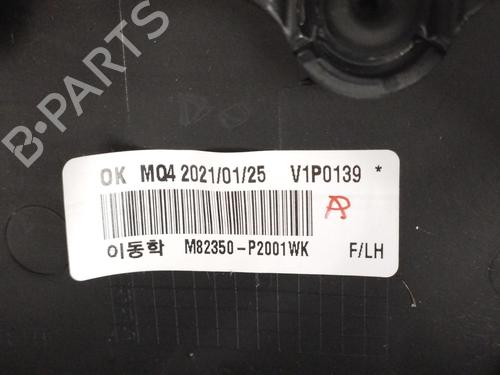 B-PARTS
OK MQ4 2021/01/25 V1P0139 *
이동학 M82350-P2001WK F/LH